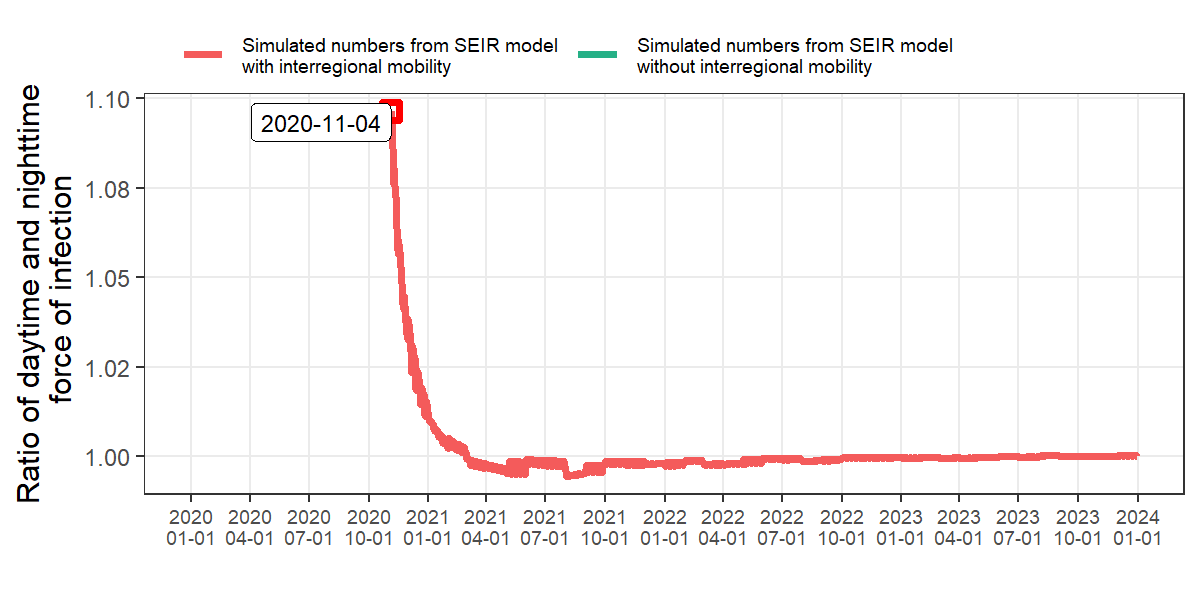 Simulated numbers from SEIR model
with interregional mobility
Simulated numbers from SEIR model
without interregional mobility
Ratio of daytime and nighttime
force of infection
1.10
1.08
1.05
1.02
1.00
2020-11-04
2020 2020 2020 2020 2021 2021 2021 2021 2022 2022 2022 2022 2023 2023 2023 2023 2024
01-01 04-01 07-01 10-01 01-01 04-01 07-01 10-01 01-01 04-01 07-01 10-01 01-01 04-01 07-01 10-01 01-01